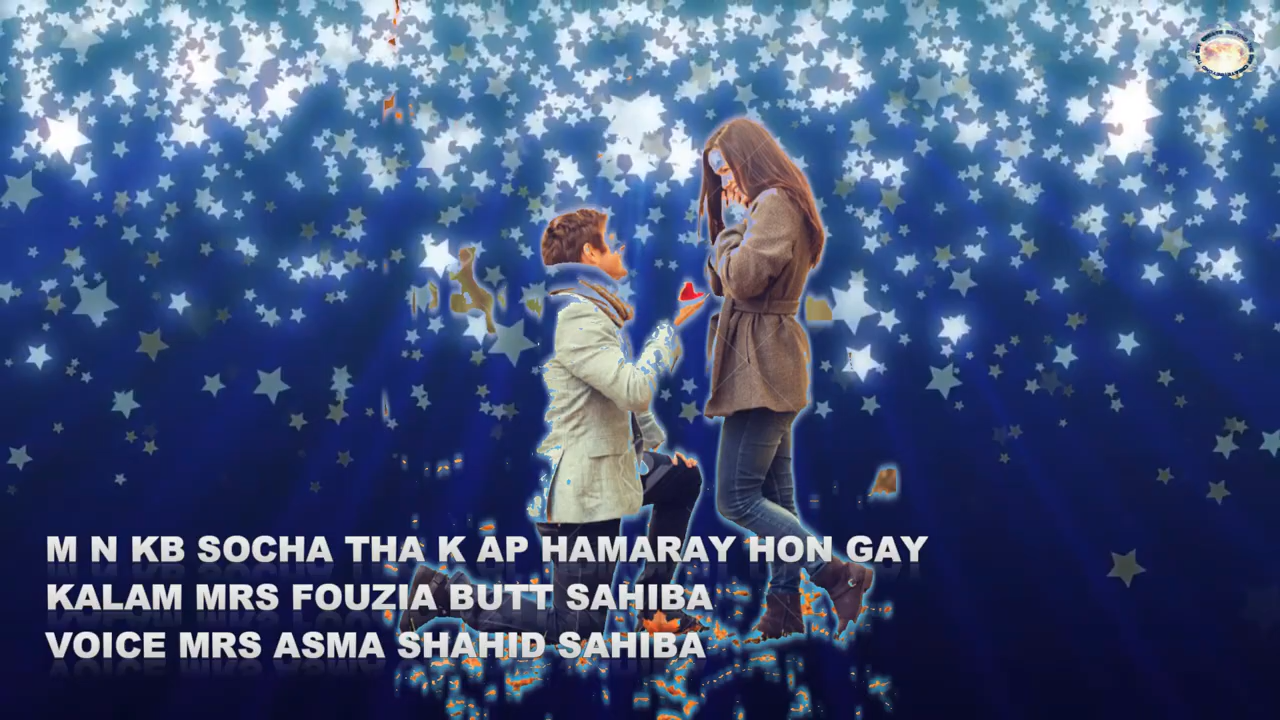 M N KB SOCHA THA K AP HAMARAY HON GAY
KALAM MRS FOUZIA BUTT SAHIBA
VOICE MRS ASMA SHAHID SAHIBA